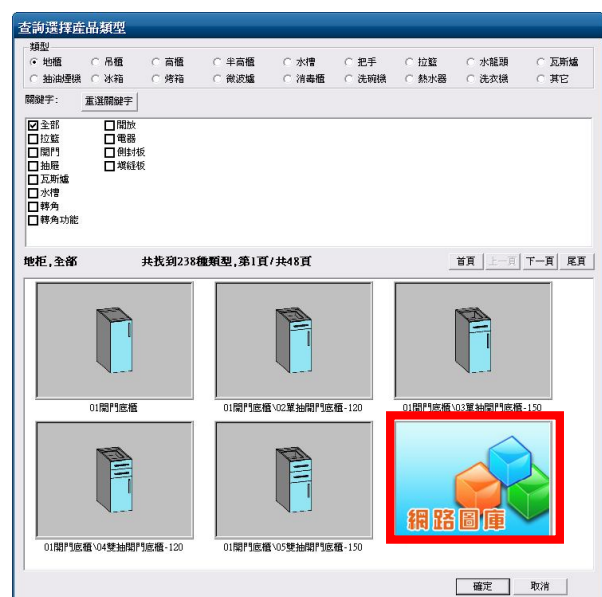 查詢選擇產品類型
類型
地櫃 吊櫃 高櫃 半高櫃 水槽 把手 拉籃 水龍頭 瓦斯爐
抽油煙機 冰箱 烤箱 微波爐 消毒櫃 洗碗機 熱水器 洗衣機 其它
關鍵字: 重選關鍵字
全部 開放
拉籃 電器
開門 側封板
抽屜 填縫板
瓦斯爐
水槽
轉角
轉角功能
地柜,全部 共找到238種類型,第1頁/共48頁 首頁 上一頁 下一頁 尾頁
01開門底櫃 01開門底櫃\02單抽開門底櫃-120 01開門底櫃\03單抽開門底櫃-150
網路圖庫
01開門底櫃\04雙抽開門底櫃-120 01開門底櫃\05雙抽開門底櫃-150
確定 取消